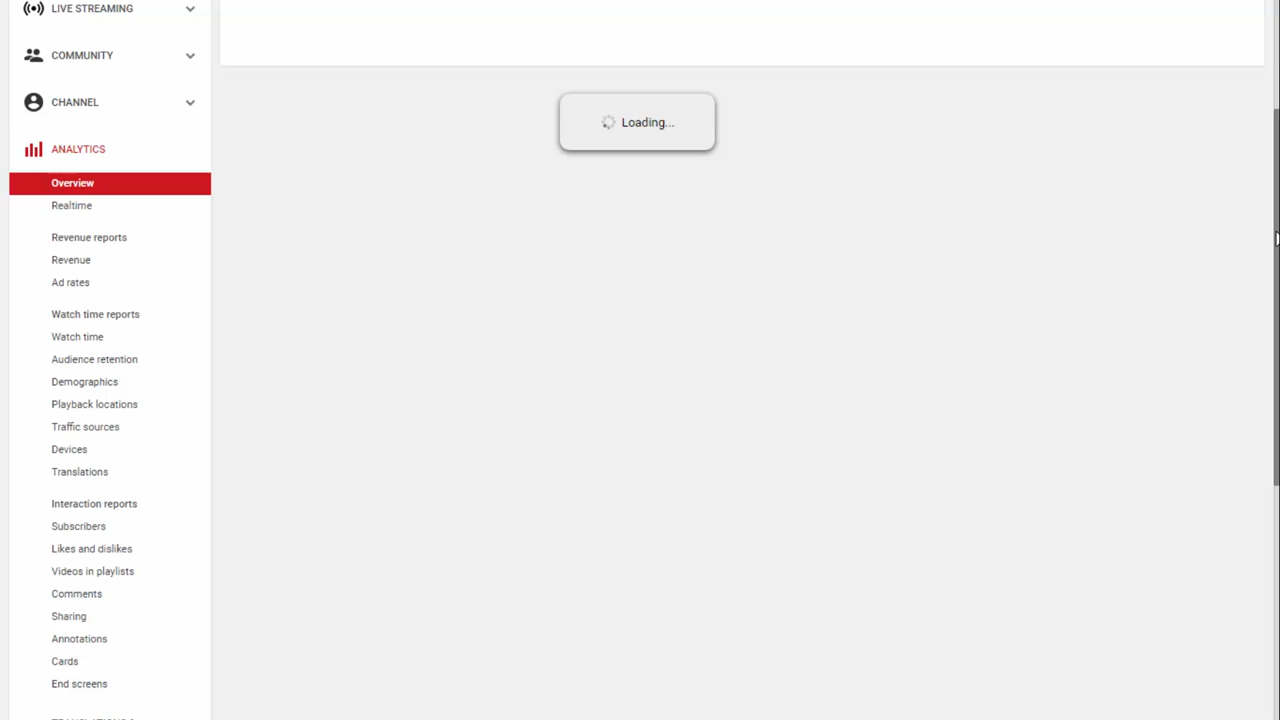 LIVE STREAMING
COMMUNITY
CHANNEL
ANALYTICS
Loading...
Overview
Realtime
Revenue reports
Revenue
Ad rates
Watch time reports
Watch time
Audience retention
Demographics
Playback locations
Traffic sources
Devices
Translations
Interaction reports
Subscribers
Likes and dislikes
Videos in playlists
Comments
Sharing
Annotations
Cards
End screens